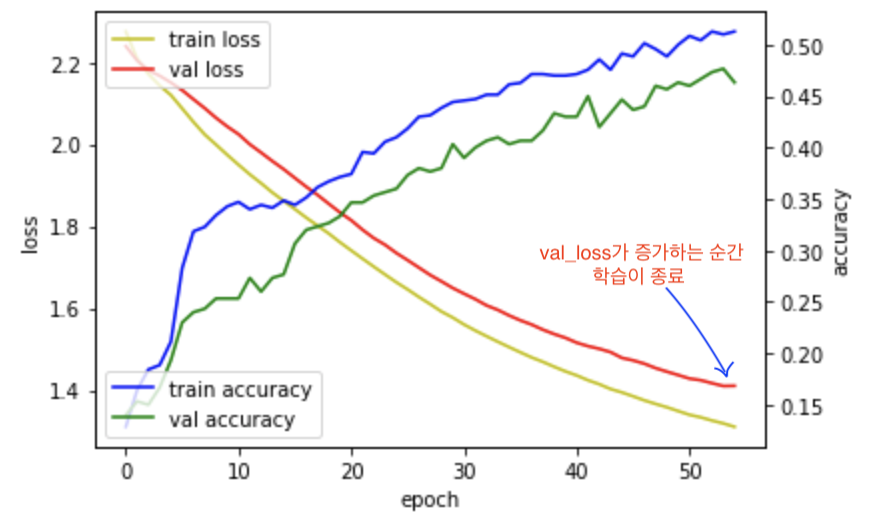 train loss
val loss
2.2
2.0
1.8
1.6
1.4
loss
0.50
0.45
0.40
0.35
0.30
0.25
0.20
0.15
accuracy
val_loss가 증가하는 순간
학습이 종료
train accuracy
val accuracy
0
10
20
30
40
50
epoch